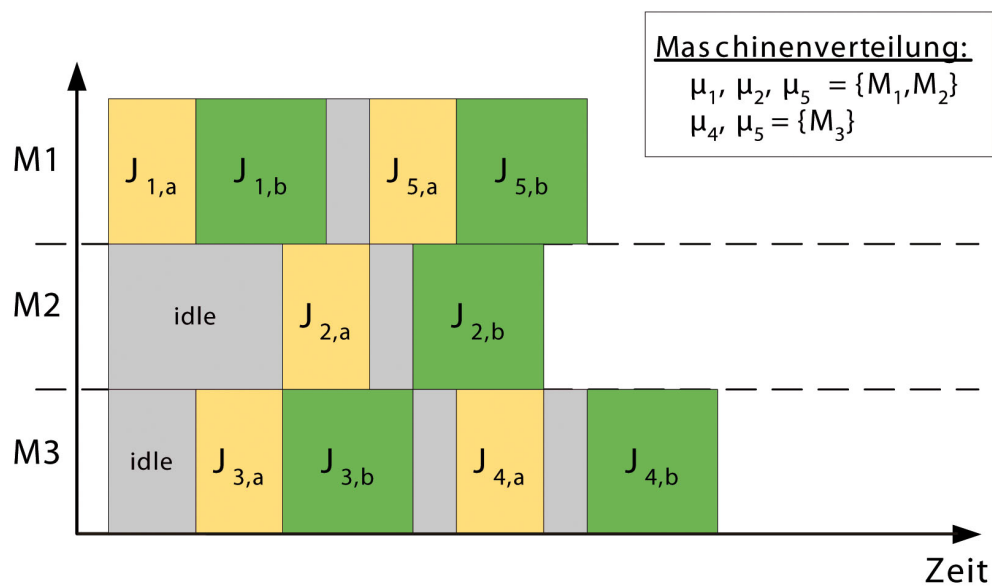 Maschinenverteilung:
μ1, μ2, μ5 = {M1,M2}
μ4, μ5 = {M3}
M1
J1,a
J1,b
J5,a
J5,b
M2
idle
J2,a
J2,b
M3
idle
J3,a
J3,b
J4,a
J4,b
Zeit